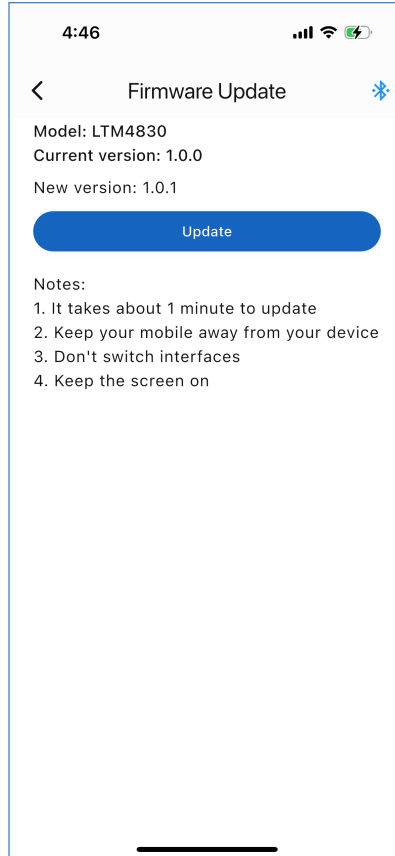 4:46
Firmware Update
Model: LTM4830
Current version: 1.0.0
New version: 1.0.1
Update
Notes:
1. It takes about 1 minute to update
2. Keep your mobile away from your device
3. Don't switch interfaces
4. Keep the screen on